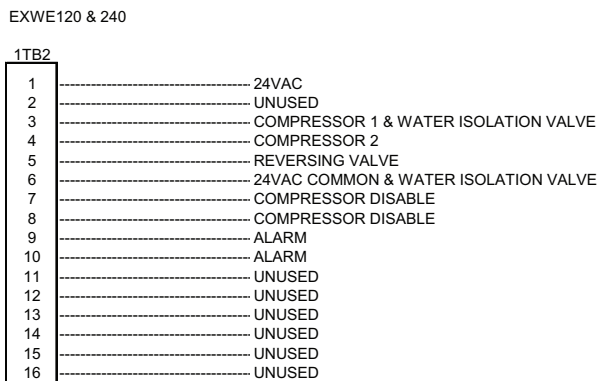 EXWE120 & 240
1TB2
1 24VAC
2 UNUSED
3 COMPRESSOR 1 & WATER ISOLATION VALVE
4 COMPRESSOR 2
5 REVERSING VALVE
6 24VAC COMMON & WATER ISOLATION VALVE
7 COMPRESSOR DISABLE
8 COMPRESSOR DISABLE
9 ALARM
10 ALARM
11 UNUSED
12 UNUSED
13 UNUSED
14 UNUSED
15 UNUSED
16 UNUSED